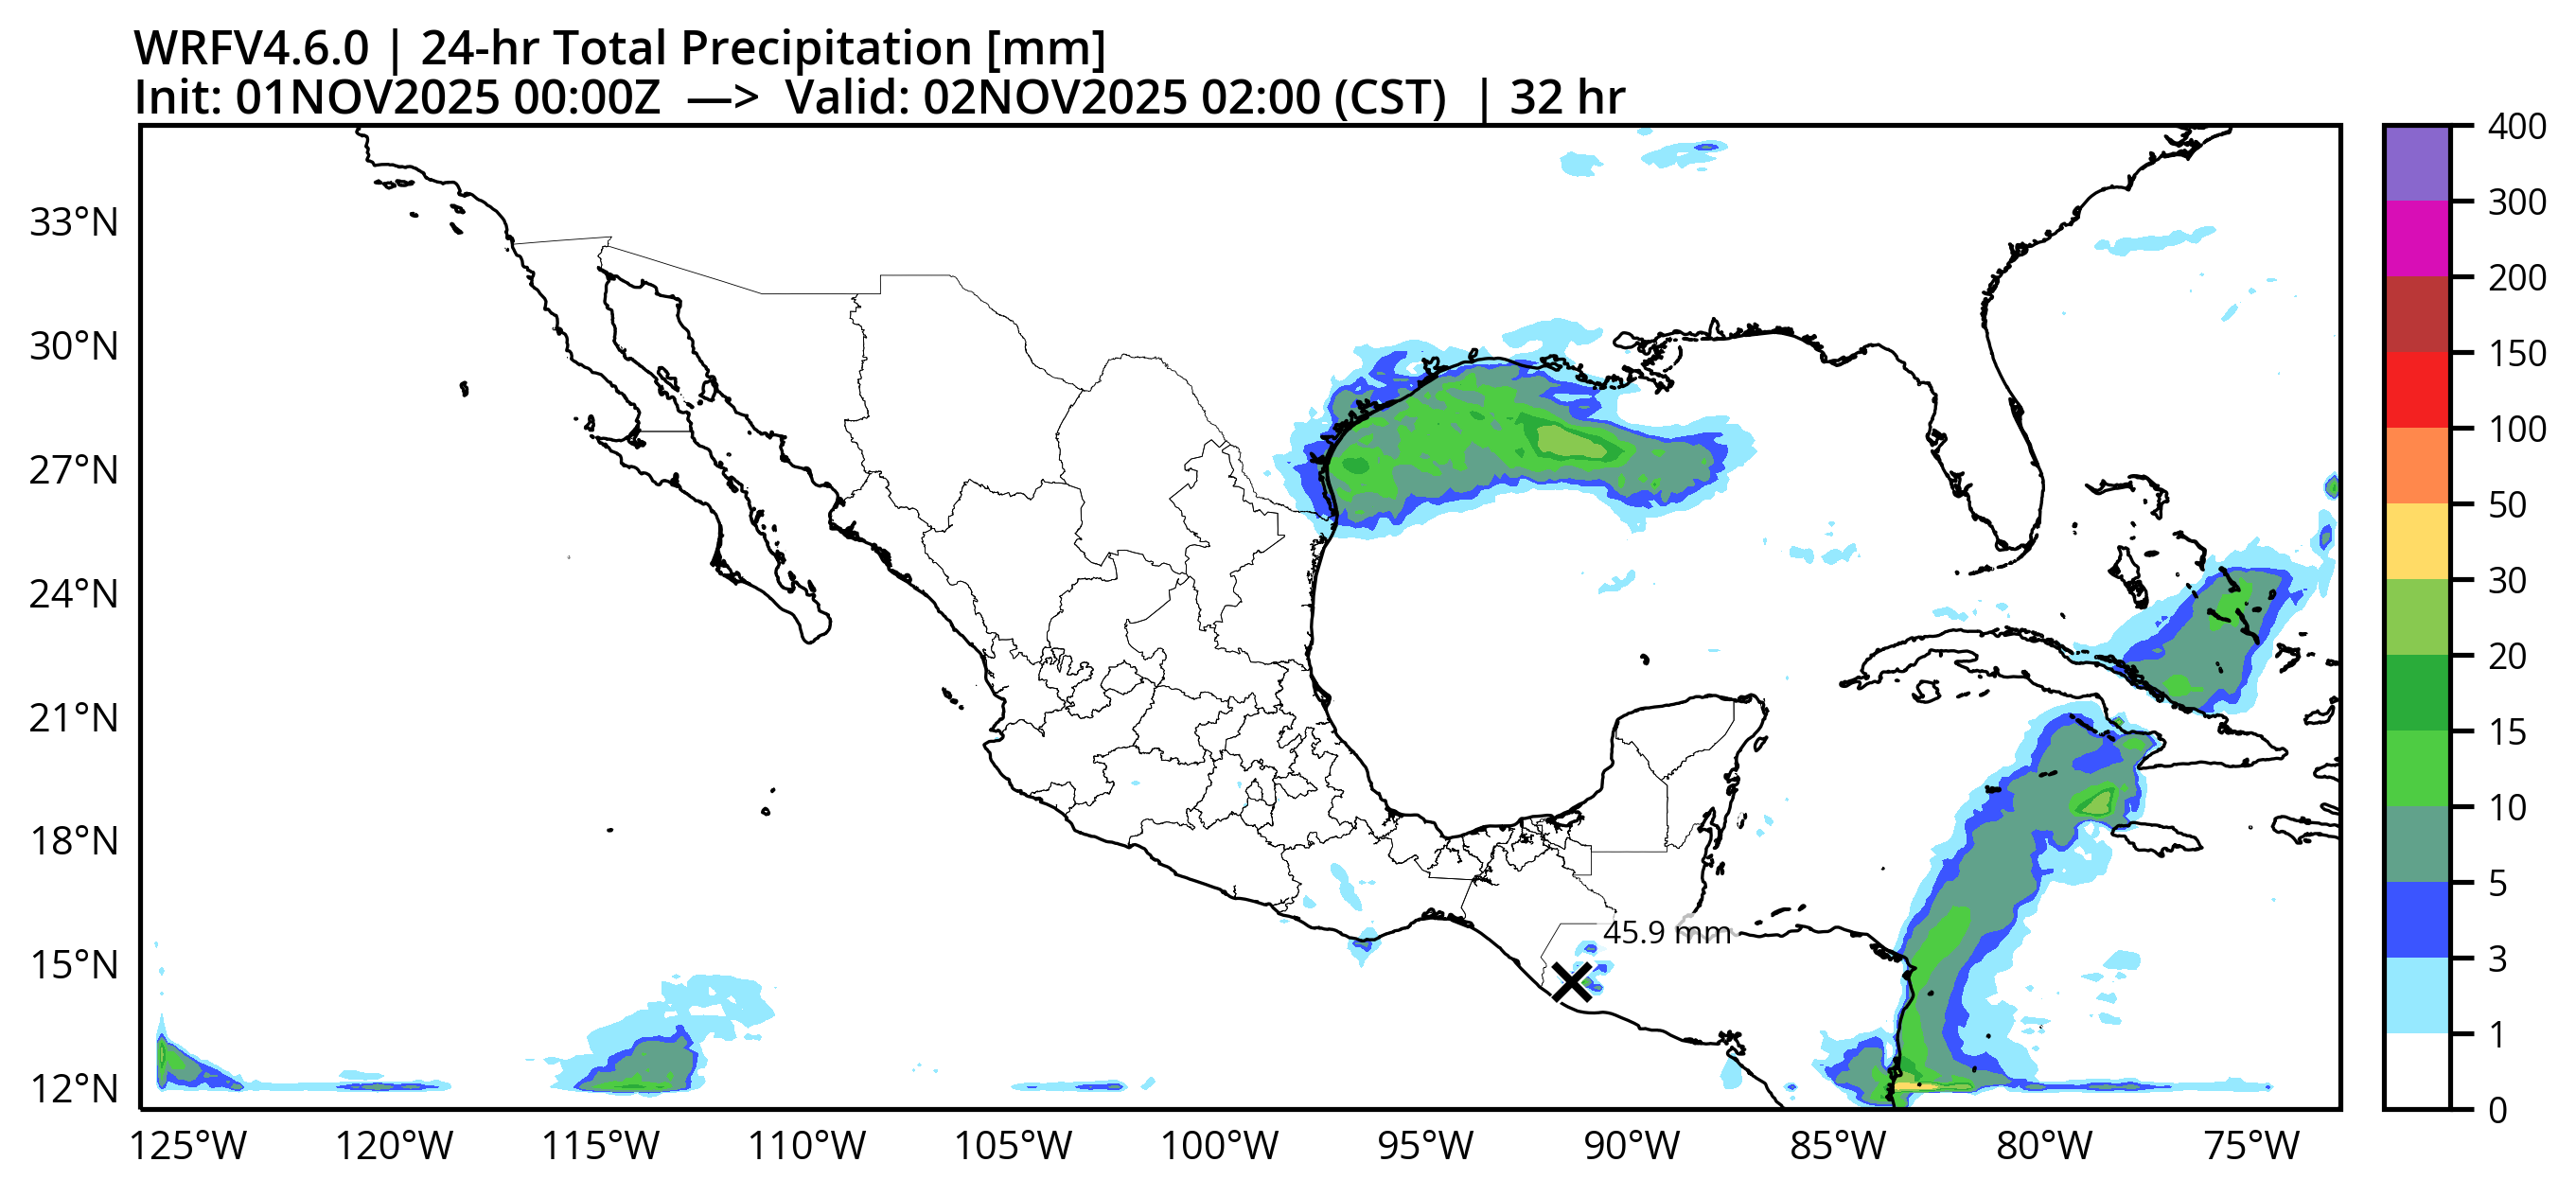 WRFV4.6.0 | 24-hr Total Precipitation [mm]
Init: 01NOV2025 00:00Z —> Valid: 02NOV2025 02:00 (CST) | 32 hr
33°N
30°N
27°N
24°N
21°N
18°N
15°N
12°N
45.9 mm
125°W 120°W 115°W 110°W 105°W 100°W 95°W 90°W 85°W 80°W 75°W
400
300
200
150
100
50
30
20
15
10
5
3
1
0